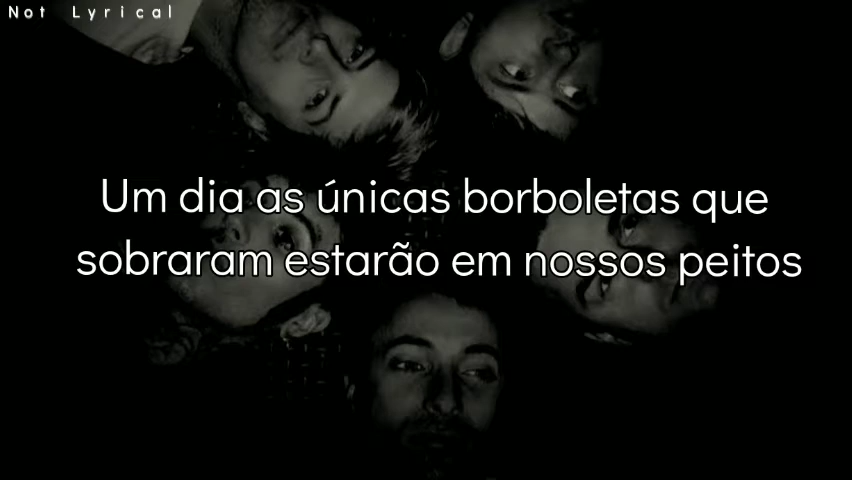 Not Lyrical
Um dia as únicas borboletas que
sobraram estarão em nossos peitos